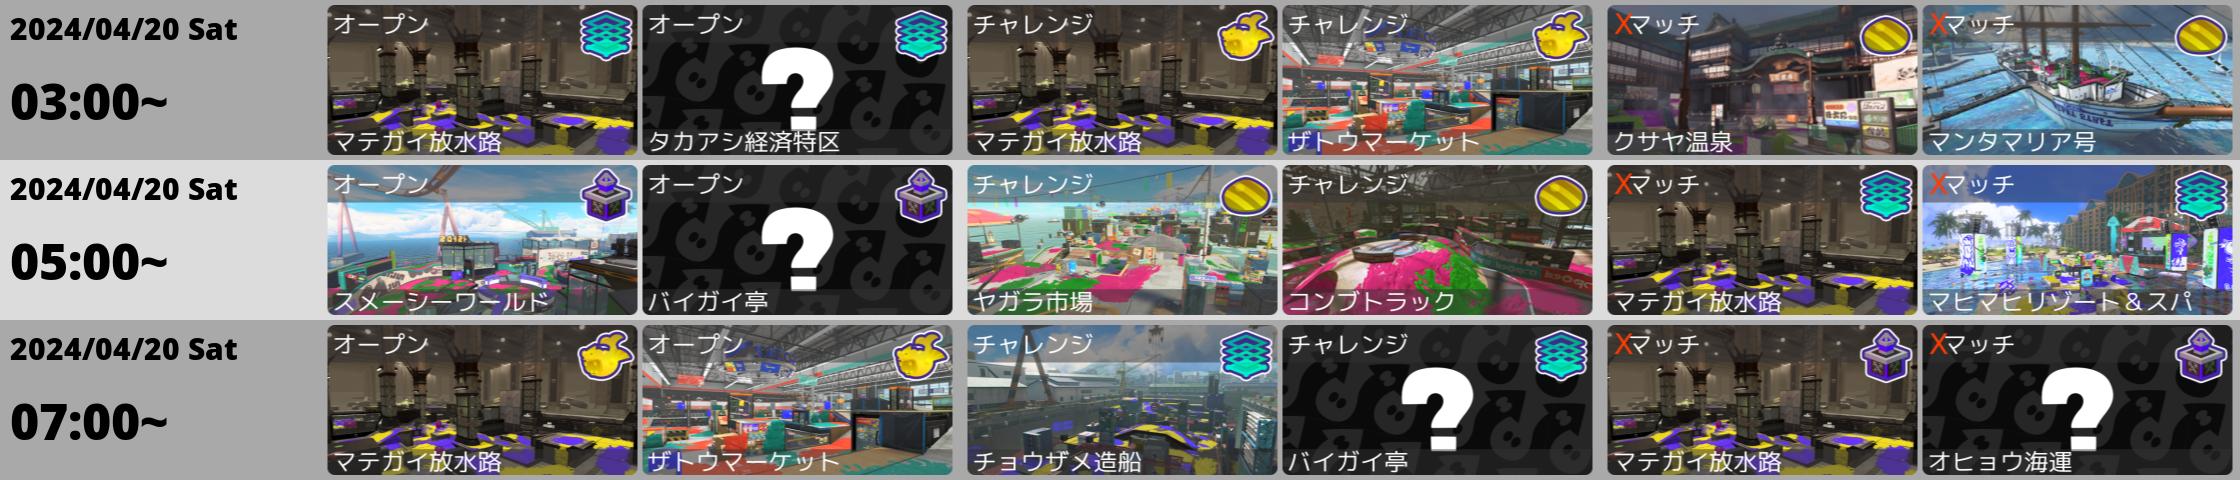 2024/04/20 Sat
03:00~
オープン
マテガイ放水路
オープン
?
タカアシ経済特区
チャレンジ
マテガイ放水路
チャレンジ
ザトウマーケット
Xマッチ
クサヤ温泉
Xマッチ
マンタマリア号
2024/04/20 Sat
05:00~
オープン
スメーシーワールド
オープン
?
バイガイ亭
チャレンジ
ヤガラ市場
チャレンジ
コンブトラック
Xマッチ
マテガイ放水路
Xマッチ
マヒマヒリゾート&スパ
2024/04/20 Sat
07:00~
オープン
マテガイ放水路
オープン
ザトウマーケット
チャレンジ
チョウザメ造船
チャレンジ
?
バイガイ亭
Xマッチ
マテガイ放水路
Xマッチ
?
オヒョウ海運